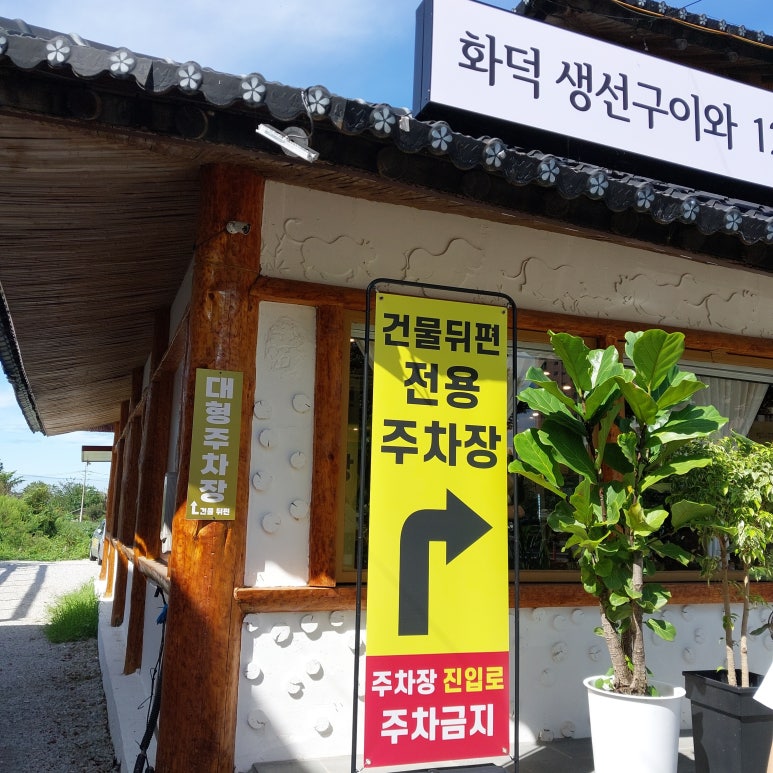 화덕 생선구이와
건물뒤편
전용
주차장
주차장 진입로
주차금지
대형주차장
건물 뒤편